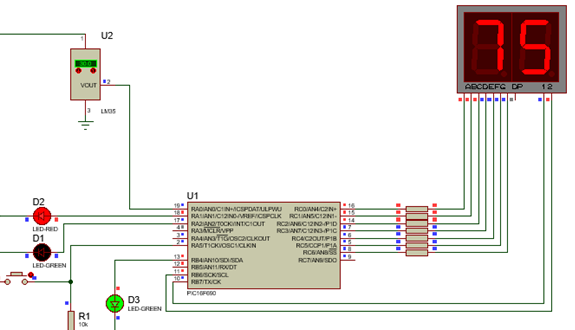 75
ABCDEFG DP 12
1
U2
VOUT
2
3
LM35
D2
LED-RED
D1
LED-GREEN
D3
LED-GREEN
R1
10k
U1
19 RA0/AN0/C1IN+/ICSPDAT/ULPWU RC0/AN4/C2IN+ 16
18 RA1/AN1/C12IN0-/VREF/ICSPCLK RC1/AN5/C12IN1- 15
17 RA2/AN2/T0CKI/INT/C1OUT RC2/AN6/C12IN2-/P1D 14
4 RA3/MCLR/VPP RC3/AN7/C12IN3-/P1C 7
3 RA4/AN3/T1G/OSC2/CLKOUT RC4/C2OUT/P1B 6
2 RA5/T1CKI/OSC1/CLKIN RC5/CCP1/P1A 5
RC6/AN8/SS 8
13 RB4/AN10/SDI/SDA RC7/AN9/SDO 9
12 RB5/AN11/RX/DT
11 RB6/SCK/SCL
10 RB7/TX/CK
PIC16F690